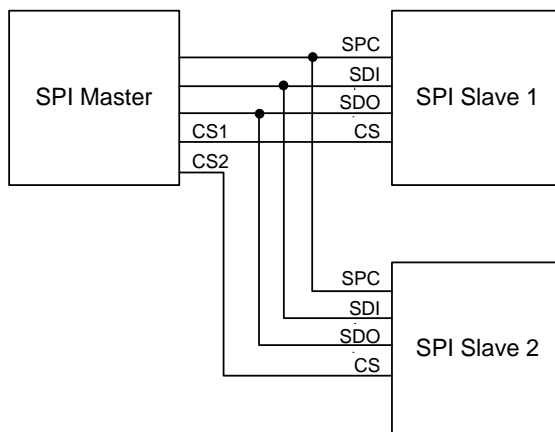 SPI Master
CS1
CS2
SPC
SDI
SDO
CS
SPI Slave 1
SPC
SDI
SDO
CS
SPI Slave 2